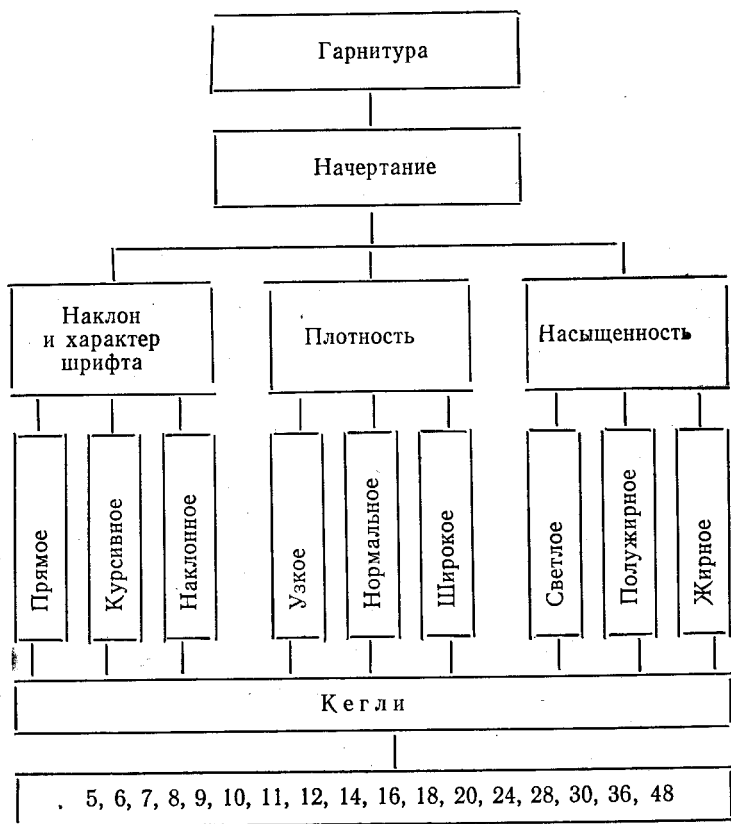 Гарнитура
Начертание
Наклон
и характер
шрифта
Плотность
Насыщенность
Прямое
Курсивное
Наклонное
Узкое
Нормальное
Широкое
Светлое
Полужирное
Жирное
Кегли
5, 6, 7, 8, 9, 10, 11, 12, 14, 16, 18, 20, 24, 28, 30, 36, 48